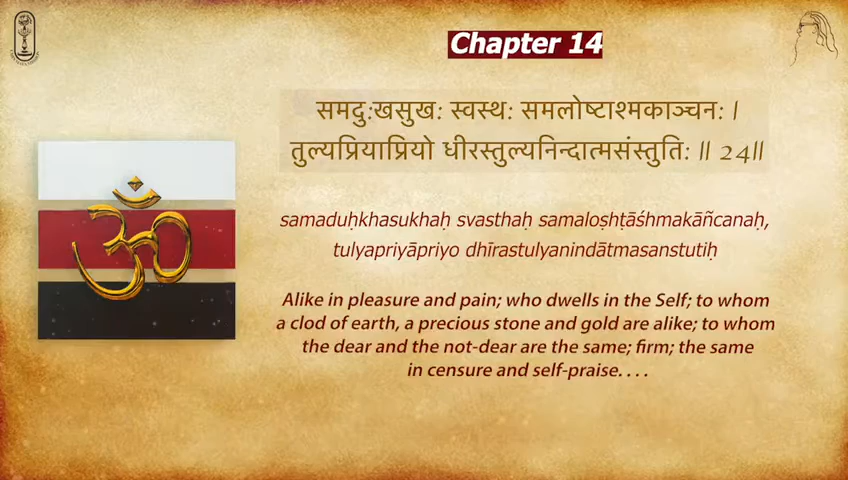 Chapter 14
समदुःखसुखः स्वस्थः समलोष्टाश्मकाञ्चनः ।
तुल्यप्रियाप्रियो धीरस्तुल्यनिन्दात्मसंस्तुतिः ॥ 24॥
ॐ
samaduḥkhasukhaḥ svasthaḥ samaloṣhṭāśhmakāñcanaḥ,
tulyapriyāpriyo dhīrastulyanindātmasanstutiḥ
Alike in pleasure and pain; who dwells in the Self; to whom
a clod of earth, a precious stone and gold are alike; to whom
the dear and the not-dear are the same; firm; the same
in censure and self-praise. . . .